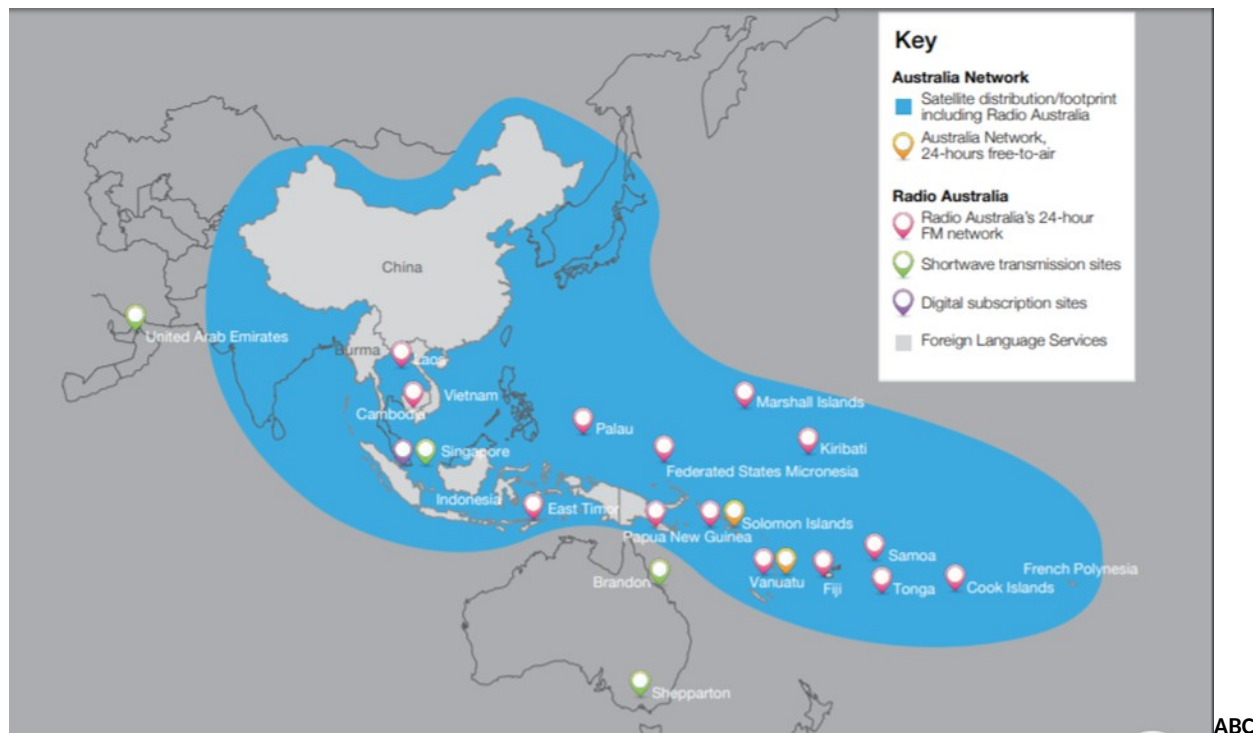 Key
Australia Network
Satellite distribution/footprint
including Radio Australia
Australia Network,
24-hours free-to-air
Radio Australia
Radio Australia's 24-hour
FM network
Shortwave transmission sites
Digital subscription sites
Foreign Language Services
China
United Arab Emirates
Burma
Laos
Vietnam
Cambodia
Marshall Islands
Palau
Kiribati
Singapore
Federated States Micronesia
Indonesia
East Timor
Solomon Islands
Papua New Guinea
Samoa
French Polynesia
Brandon
Vanuatu
Fiji
Tonga
Cook Islands
Shepparton
ABC